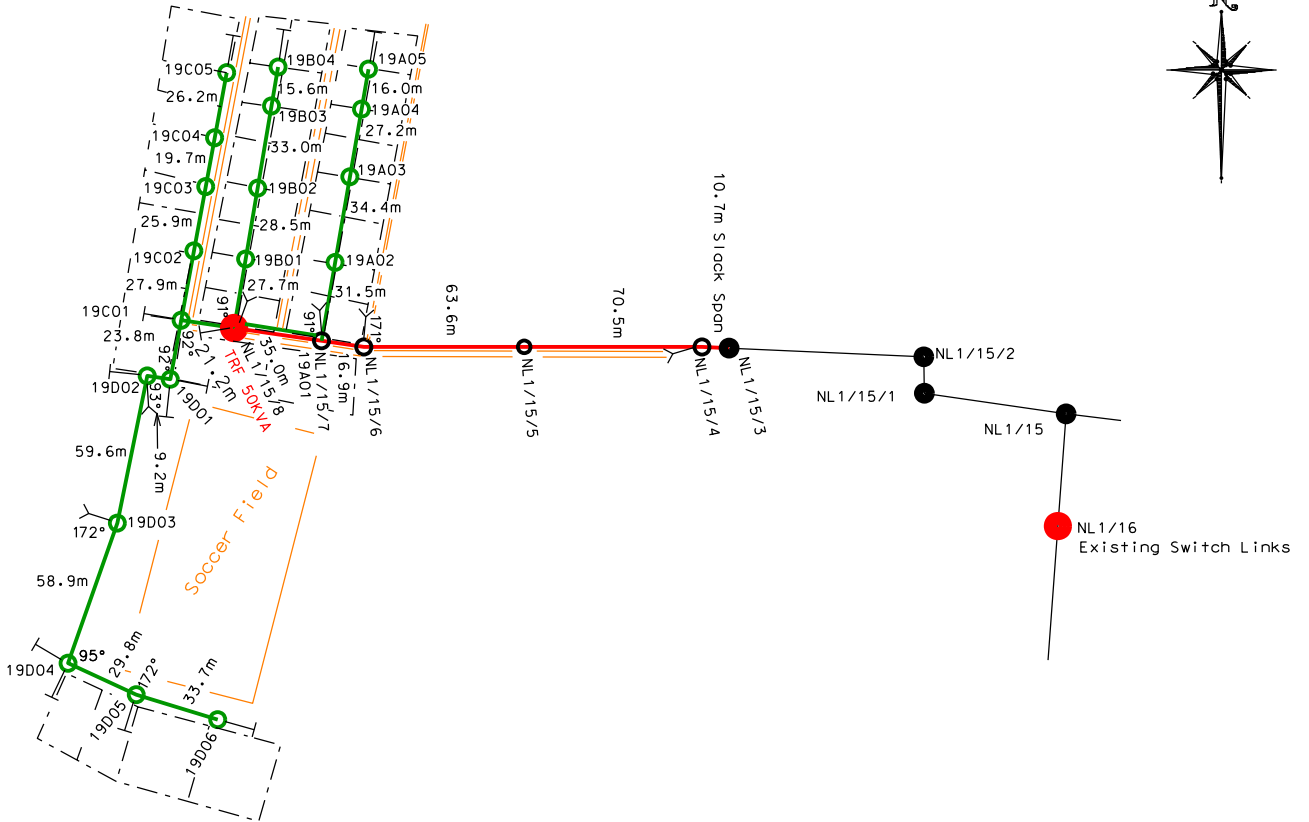 N
19C05
26.2m
19C04
19.7m
19C03
25.9m
19C02
27.9m
19C01
23.8m
19B04
15.6m
19B03
33.0m
19B02
28.5m
19B01
27.7m
19A05
16.0m
19A04
27.2m
19A03
34.4m
19A02
31.5m
91°
91°
171°
92°
92°
93°
21.2m
35.0m
16.9m
19A01
TRF 50KVA
NL1/15/8
NL1/15/7
NL1/15/6
63.6m
NL1/15/5
70.5m
NL1/15/4
10.7m Slack Span
NL1/15/3
NL1/15/2
NL1/15/1
NL1/15
NL1/16
Existing Switch Links
19D02
19D01
9.2m
59.6m
19D03
172°
58.9m
Soccer Field
19D04
95°
29.8m
172°
33.7m
19D05
19D06